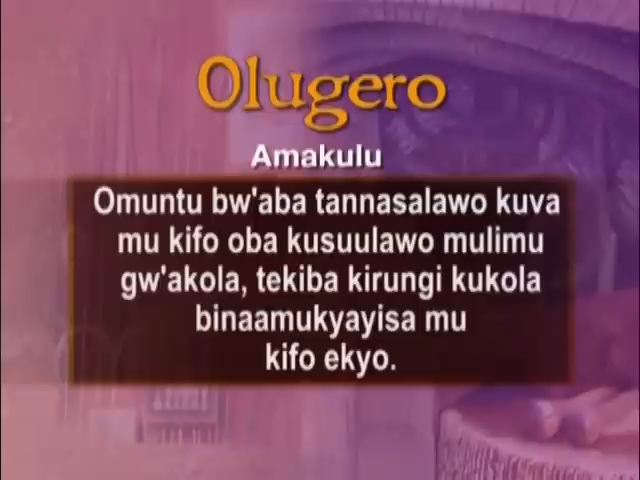 Olugero
Amakulu
Omuntu bw'aba tannasalawo kuva
mu kifo oba kusuulawo mulimu
gw'akola, tekiba kirungi kukola
binaamukyayisa mu
kifo ekyo.